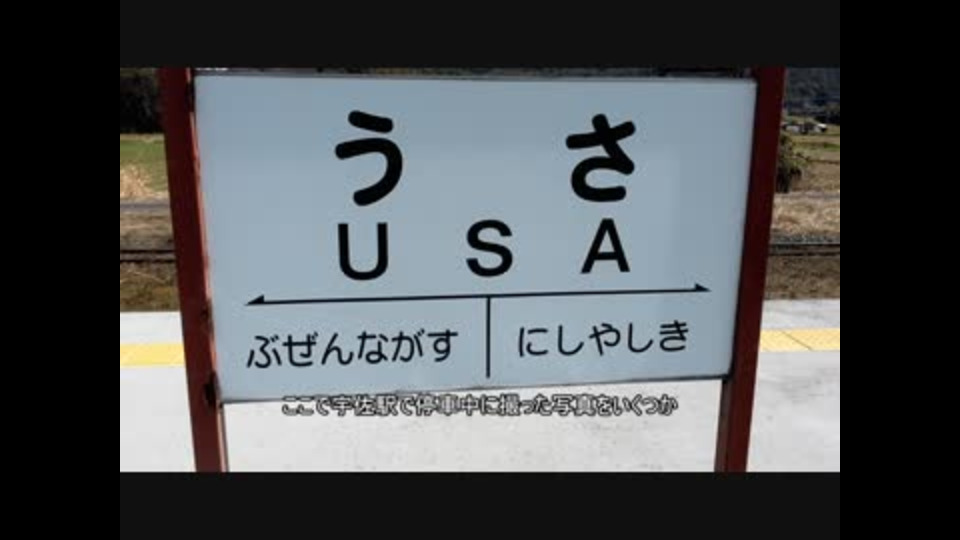 うさ
USA
ぶぜんながす にしやしき
ここで宇佐駅で停車中に撮った写真をいくつか